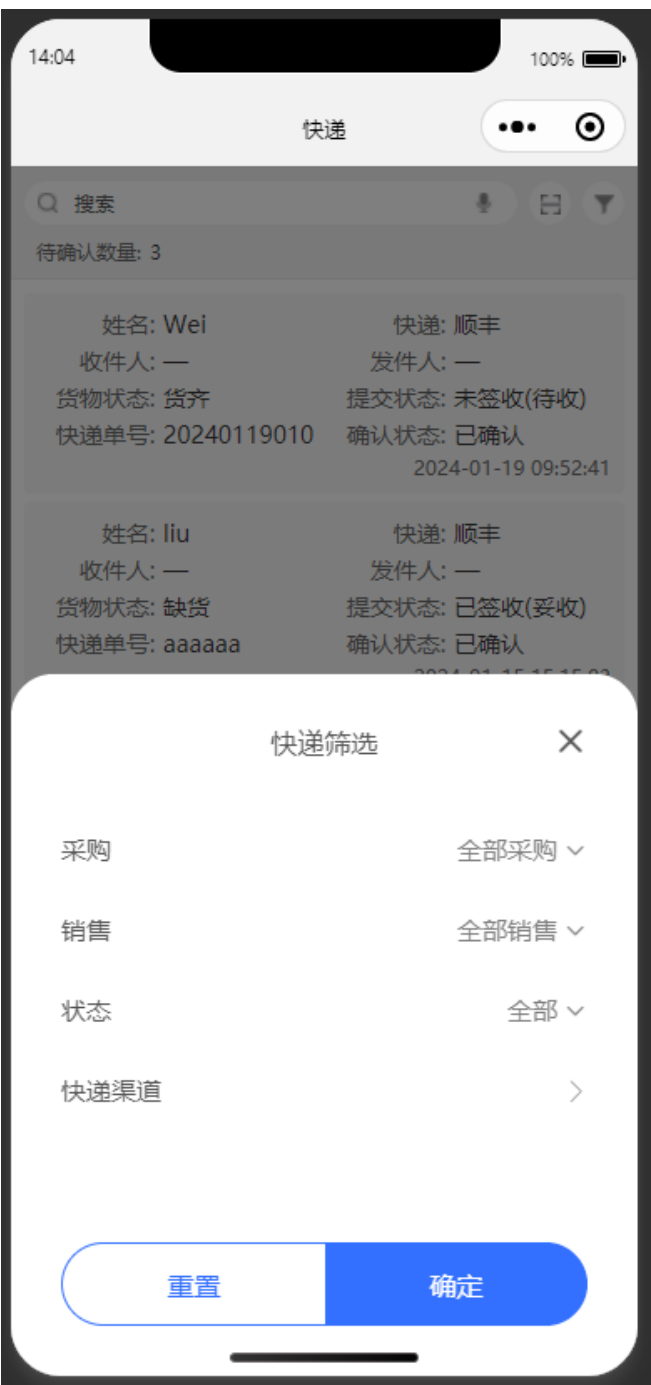 14:04 100%
快递
搜索
待确认数量: 3
姓名: Wei 快递: 顺丰
收件人: — 发件人: —
货物状态: 货齐 提交状态: 未签收(待收)
快递单号: 20240119010 确认状态: 已确认
2024-01-19 09:52:41
姓名: liu 快递: 顺丰
收件人: — 发件人: —
货物状态: 缺货 提交状态: 已签收(妥收)
快递单号: aaaaaa 确认状态: 已确认
快递筛选
采购 全部采购
销售 全部销售
状态 全部
快递渠道
重置 确定